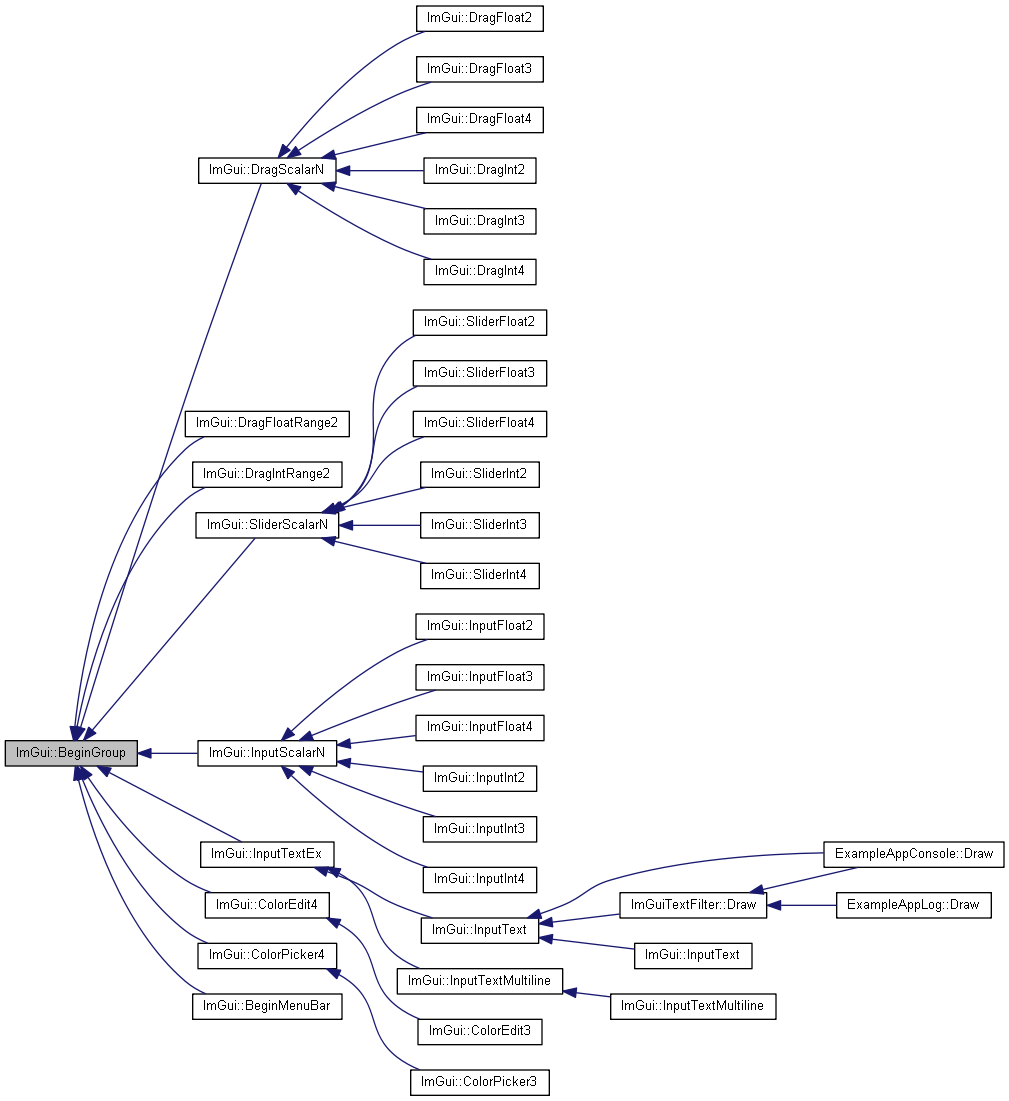 ImGui::DragFloat2
ImGui::DragFloat3
ImGui::DragFloat4
ImGui::DragScalarN
ImGui::DragInt2
ImGui::DragInt3
ImGui::DragInt4
ImGui::SliderFloat2
ImGui::SliderFloat3
ImGui::DragFloatRange2
ImGui::SliderFloat4
ImGui::DragIntRange2
ImGui::SliderInt2
ImGui::SliderScalarN
ImGui::SliderInt3
ImGui::SliderInt4
ImGui::InputFloat2
ImGui::InputFloat3
ImGui::InputFloat4
ImGui::BeginGroup
ImGui::InputScalarN
ImGui::InputInt2
ImGui::InputInt3
ImGui::InputTextEx
ExampleAppConsole::Draw
ImGui::InputInt4
ImGui::ColorEdit4
ImGuiTextFilter::Draw
ExampleAppLog::Draw
ImGui::InputText
ImGui::ColorPicker4
ImGui::InputText
ImGui::InputTextMultiline
ImGui::BeginMenuBar
ImGui::InputTextMultiline
ImGui::ColorEdit3
ImGui::ColorPicker3